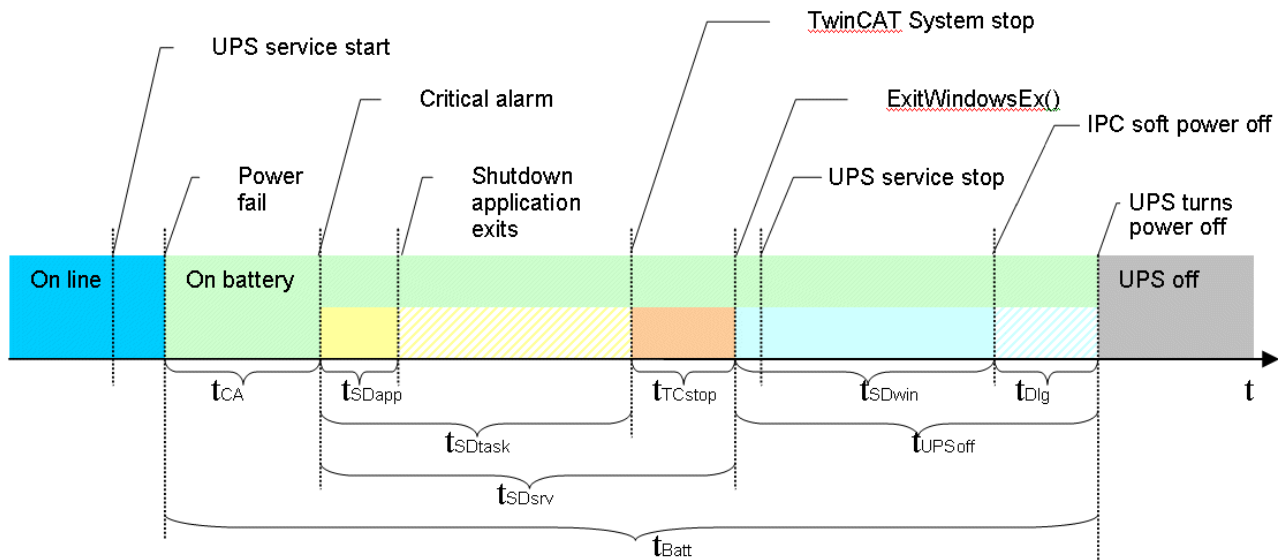 TwinCAT System stop
UPS service start
Critical alarm
ExitWindowsEx()
IPC soft power off
Power
fail
Shutdown
application
exits
UPS service stop
UPS turns
power off
On line
On battery
UPS off
tCA
tSDapp
tTCstop
tSDwin
tDlg
t
tSDtask
tUPSoff
tSDsrv
tBatt